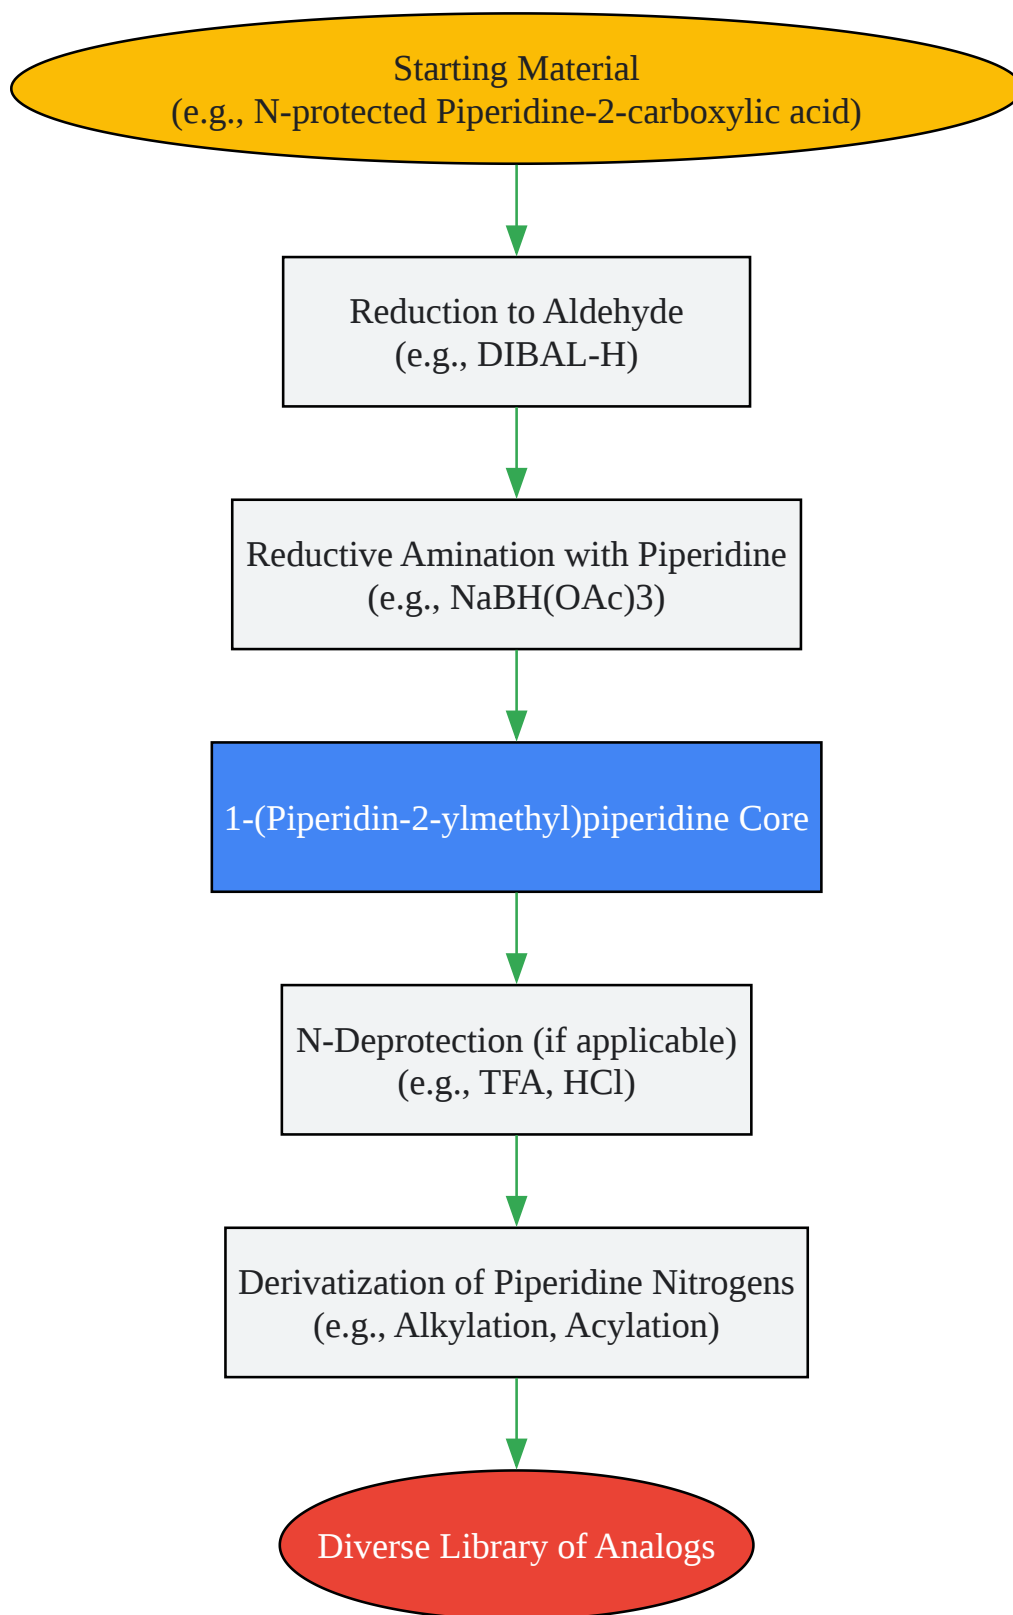 Starting Material
(e.g., N-protected Piperidine-2-carboxylic acid)
Reduction to Aldehyde
(e.g., DIBAL-H)
Reductive Amination with Piperidine
(e.g., NaBH(OAc)3)
1-(Piperidin-2-ylmethyl)piperidine Core
N-Deprotection (if applicable)
(e.g., TFA, HCl)
Derivatization of Piperidine Nitrogens
(e.g., Alkylation, Acylation)
Diverse Library of Analogs